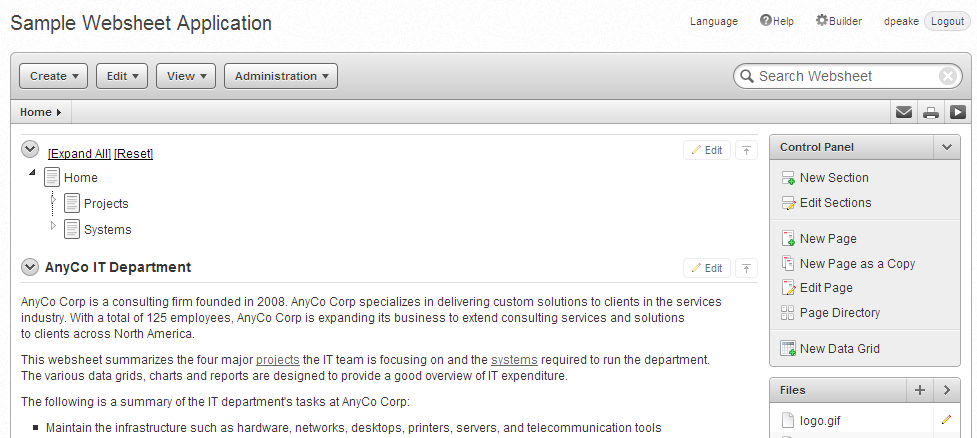 Sample Websheet Application
Language Help Builder dpeake Logout
Create Edit View Administration Search Websheet
Home
[Expand All] [Reset] Edit
Home
Projects
Systems
AnyCo IT Department Edit
AnyCo Corp is a consulting firm founded in 2008. AnyCo Corp specializes in delivering custom solutions to clients in the services
industry. With a total of 125 employees, AnyCo Corp is expanding its business to extend consulting services and solutions
to clients across North America.
This websheet summarizes the four major projects the IT team is focusing on and the systems required to run the department.
The various data grids, charts and reports are designed to provide a good overview of IT expenditure.
The following is a summary of the IT department's tasks at AnyCo Corp:
Maintain the infrastructure such as hardware, networks, desktops, printers, servers, and telecommunication tools
Control Panel
New Section
Edit Sections
New Page
New Page as a Copy
Edit Page
Page Directory
New Data Grid
Files
logo.gif